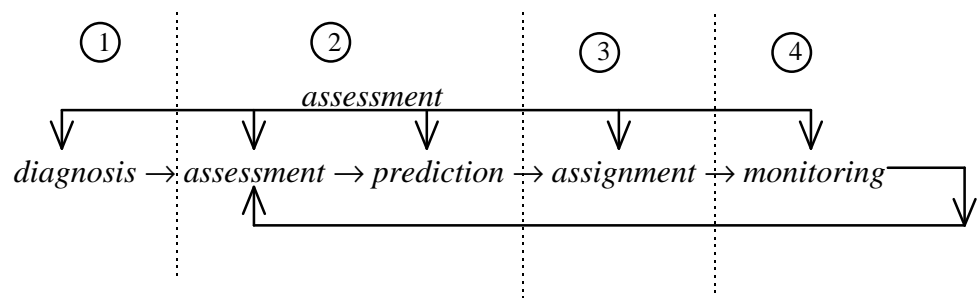 1 2 3 4
assessment
diagnosis → assessment → prediction → assignment → monitoring